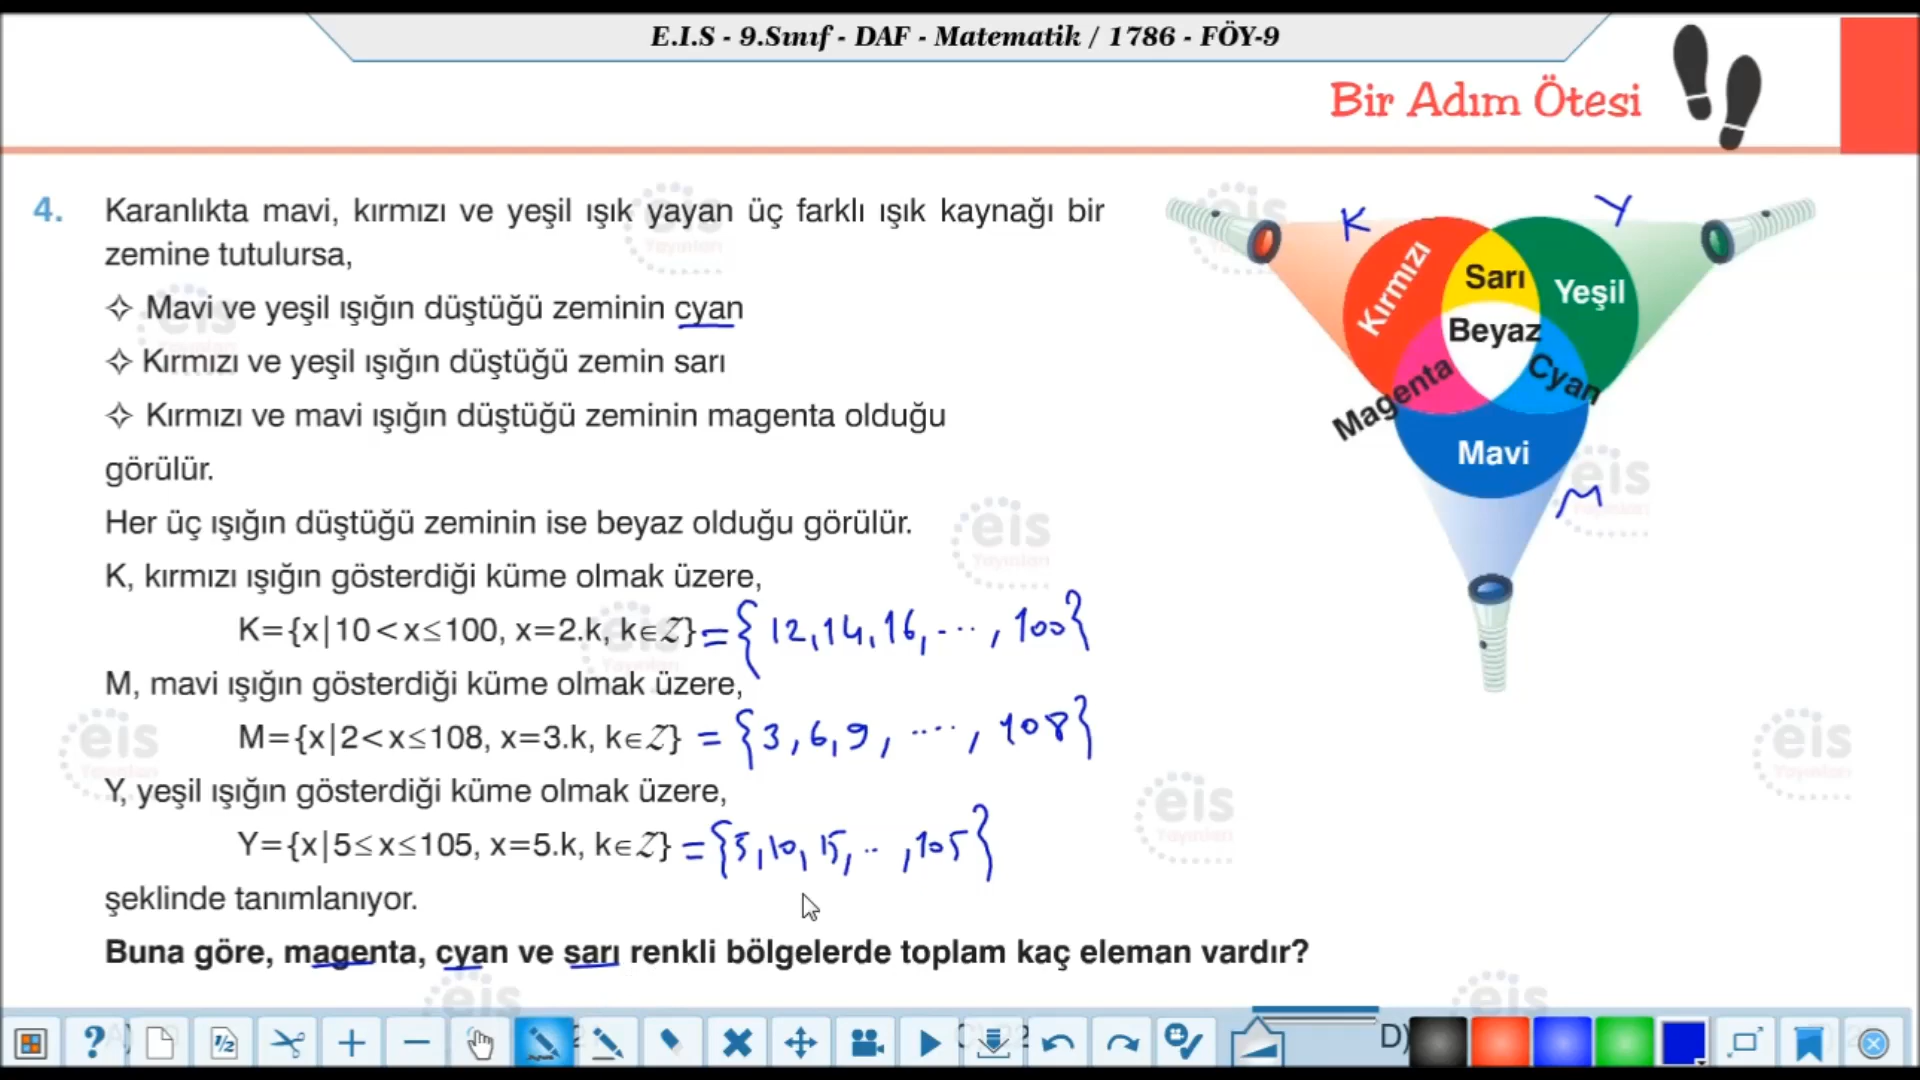 E.I.S - 9.Sınıf - DAF - Matematik / 1786 - FÖY-9
Bir Adım Ötesi
4. Karanlıkta mavi, kırmızı ve yeşil ışık yayan üç farklı ışık kaynağı bir
zemine tutulursa,
✧ Mavi ve yeşil ışığın düştüğü zeminin cyan
✧ Kırmızı ve yeşil ışığın düştüğü zemin sarı
✧ Kırmızı ve mavi ışığın düştüğü zeminin magenta olduğu
görülür.
Her üç ışığın düştüğü zeminin ise beyaz olduğu görülür.
K, kırmızı ışığın gösterdiği küme olmak üzere,
K={x|10<x≤100, x=2.k, k∈Z} = {12,14,16,..., 100}
M, mavi ışığın gösterdiği küme olmak üzere,
M={x|2<x≤108, x=3.k, k∈Z} = {3,6,9, ...., 108}
Y, yeşil ışığın gösterdiği küme olmak üzere,
Y={x|5≤x≤105, x=5.k, k∈Z} = {5,10,15,..,105}
şeklinde tanımlanıyor.
Buna göre, magenta, cyan ve sarı renkli bölgelerde toplam kaç eleman vardır?
K
Y
Kırmızı
Sarı
Yeşil
Beyaz
Magenta
Cyan
Mavi
M
eis
Yayınları
D)